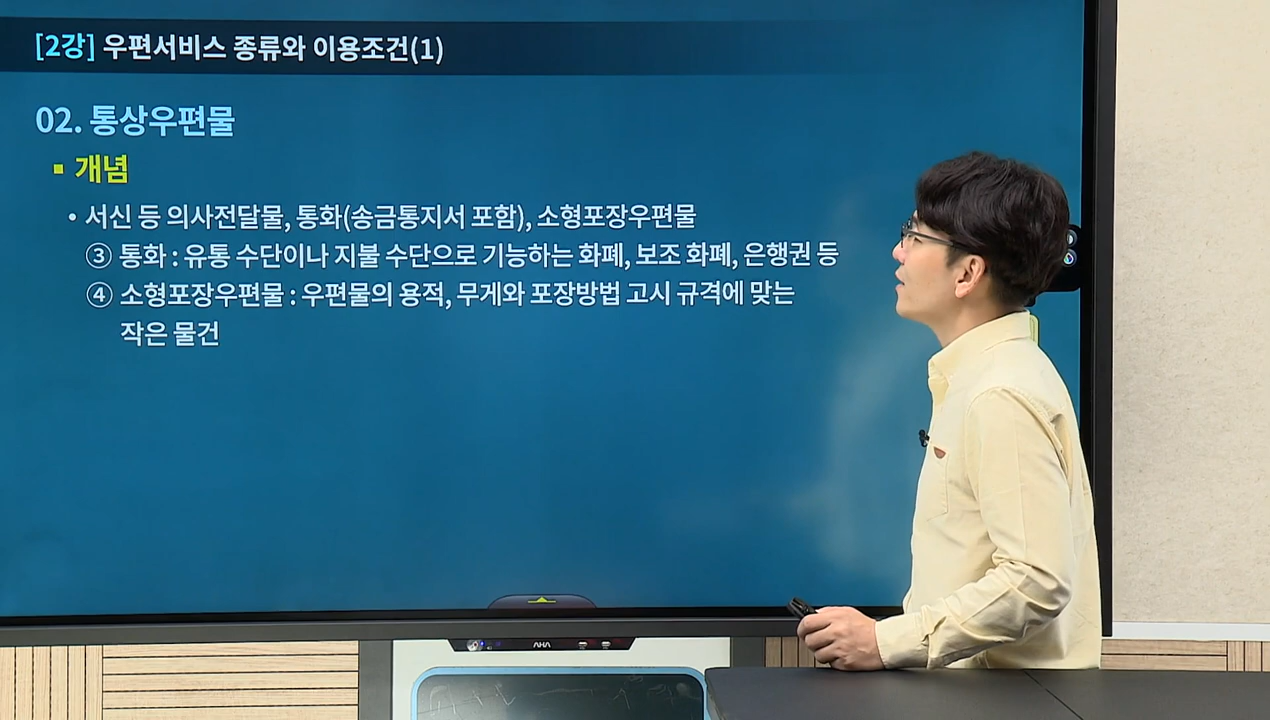 [2강] 우편서비스 종류와 이용조건(1)
02. 통상우편물
▪ 개념
• 서신 등 의사전달물, 통화(송금통지서 포함), 소형포장우편물
③ 통화 : 유통 수단이나 지불 수단으로 기능하는 화폐, 보조 화폐, 은행권 등
④ 소형포장우편물 : 우편물의 용적, 무게와 포장방법 고시 규격에 맞는
작은 물건
AHA